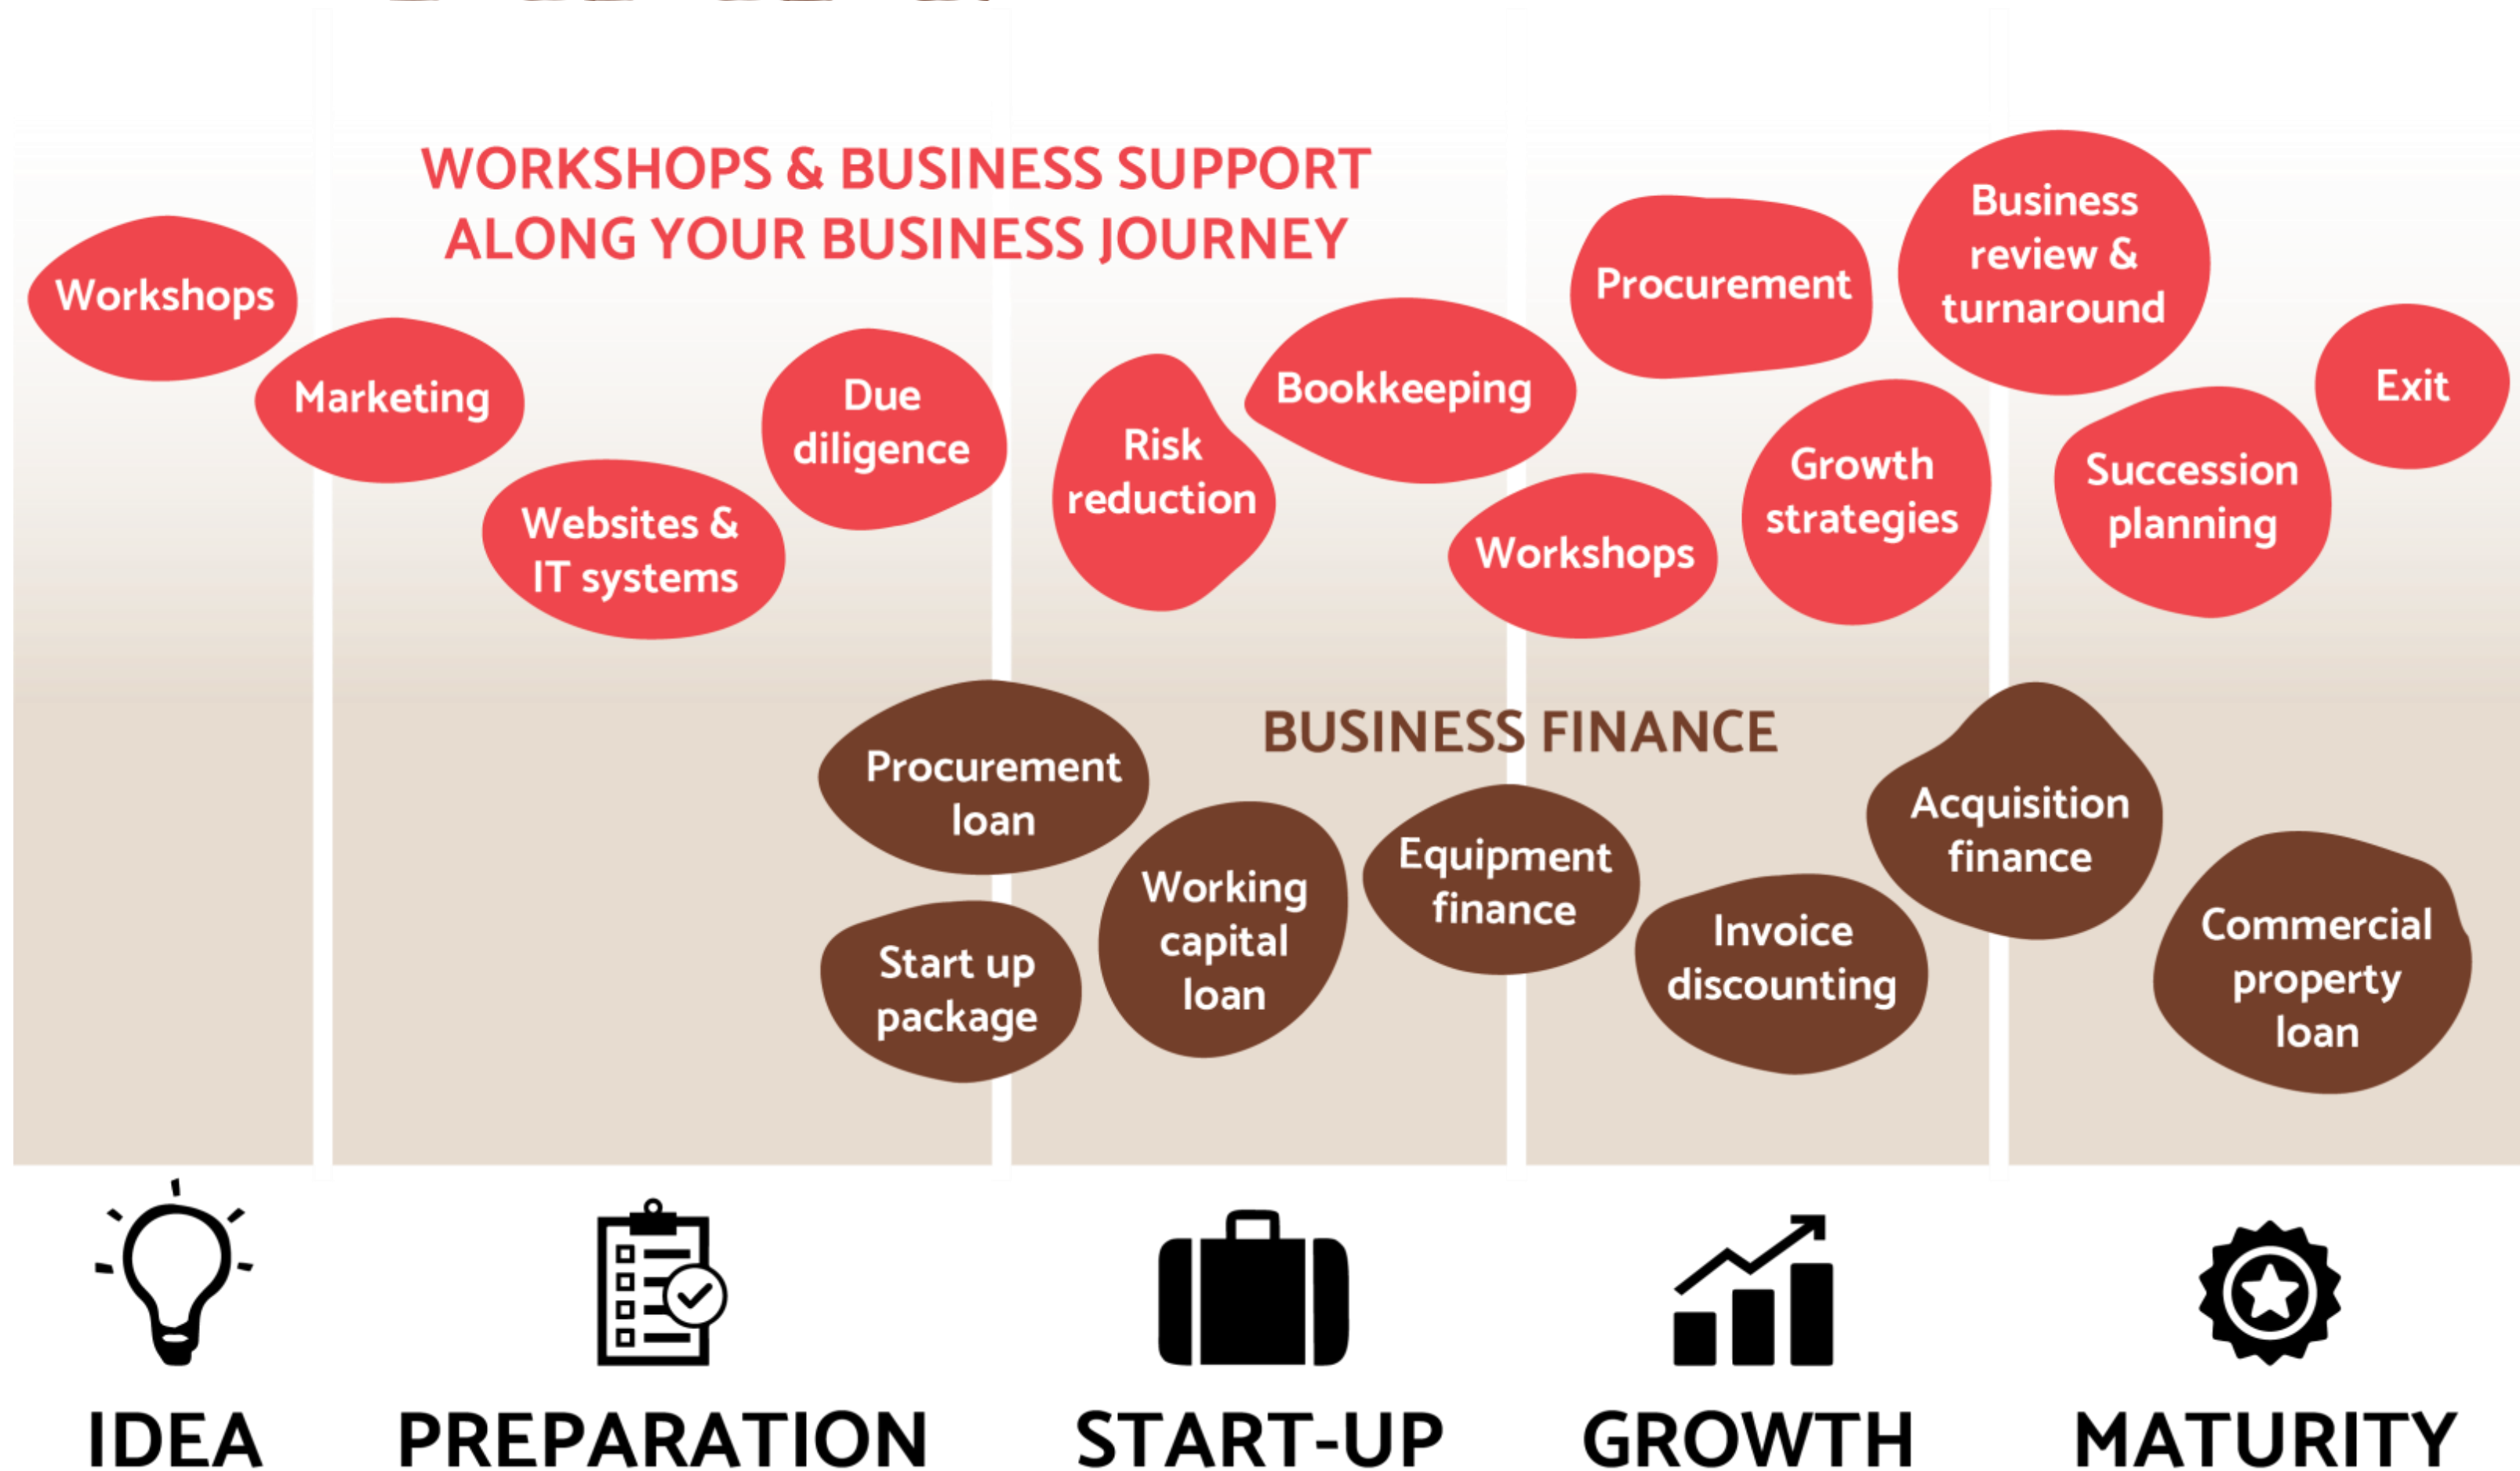 WORKSHOPS & BUSINESS SUPPORT
ALONG YOUR BUSINESS JOURNEY
Workshops
Marketing
Websites &
IT systems
Due
diligence
Risk
reduction
Bookkeeping
Workshops
Procurement
Growth
strategies
Business
review &
turnaround
Succession
planning
Exit
BUSINESS FINANCE
Procurement
loan
Start up
package
Working
capital
loan
Equipment
finance
Invoice
discounting
Acquisition
finance
Commercial
property
loan
IDEA
PREPARATION
START-UP
GROWTH
MATURITY